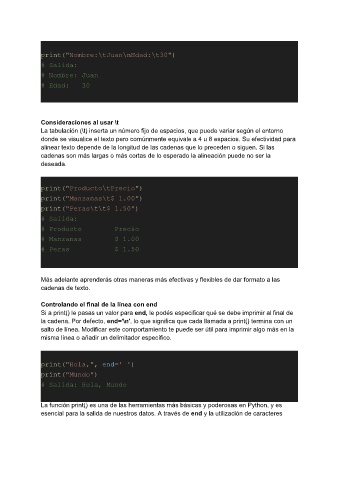 print("Nombre:\tJuan\nEdad:\t30")
# Salida:
# Nombre: Juan
# Edad:   30
Consideraciones al usar \t
La tabulación (\t) inserta un número fijo de espacios, que puede variar según el entorno
donde se visualice el texto pero comúnmente equivale a 4 u 8 espacios. Su efectividad para
alinear texto depende de la longitud de las cadenas que lo preceden o siguen. Si las
cadenas son más largas o más cortas de lo esperado la alineación puede no ser la
deseada.
print("Producto\tPrecio")
print("Manzanas\t$ 1.00")
print("Peras\t\t$ 1.50")
# Salida:
# Producto        Precio
# Manzanas        $ 1.00
# Peras           $ 1.50
Más adelante aprenderás otras maneras más efectivas y flexibles de dar formato a las
cadenas de texto.
Controlando el final de la línea con end
Si a print() le pasas un valor para end, le podés especificar qué se debe imprimir al final de
la cadena. Por defecto, end='\n', lo que significa que cada llamada a print() termina con un
salto de línea. Modificar este comportamiento te puede ser útil para imprimir algo más en la
misma línea o añadir un delimitador específico.
print("Hola,", end=' ')
print("Mundo")
# Salida: Hola, Mundo
La función print() es una de las herramientas más básicas y poderosas en Python, y es
esencial para la salida de nuestros datos. A través de end y la utilización de caracteres